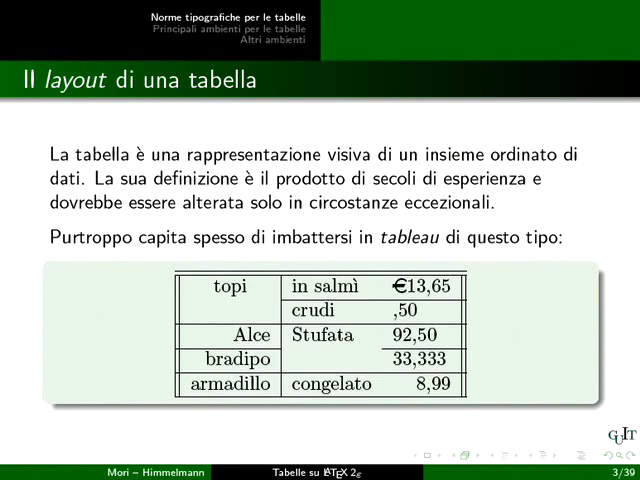 Norme tipografiche per le tabelle
Principali ambienti per le tabelle
Altri ambienti
Il layout di una tabella
La tabella è una rappresentazione visiva di un insieme ordinato di
dati. La sua definizione è il prodotto di secoli di esperienza e
dovrebbe essere alterata solo in circostanze eccezionali.
Purtroppo capita spesso di imbattersi in tableau di questo tipo:
topi in salmì €13,65
crudi ,50
Alce Stufata 92,50
bradipo 33,333
armadillo congelato 8,99
GUIT
Mori – Himmelmann Tabelle su LATEX 2ε 3/39